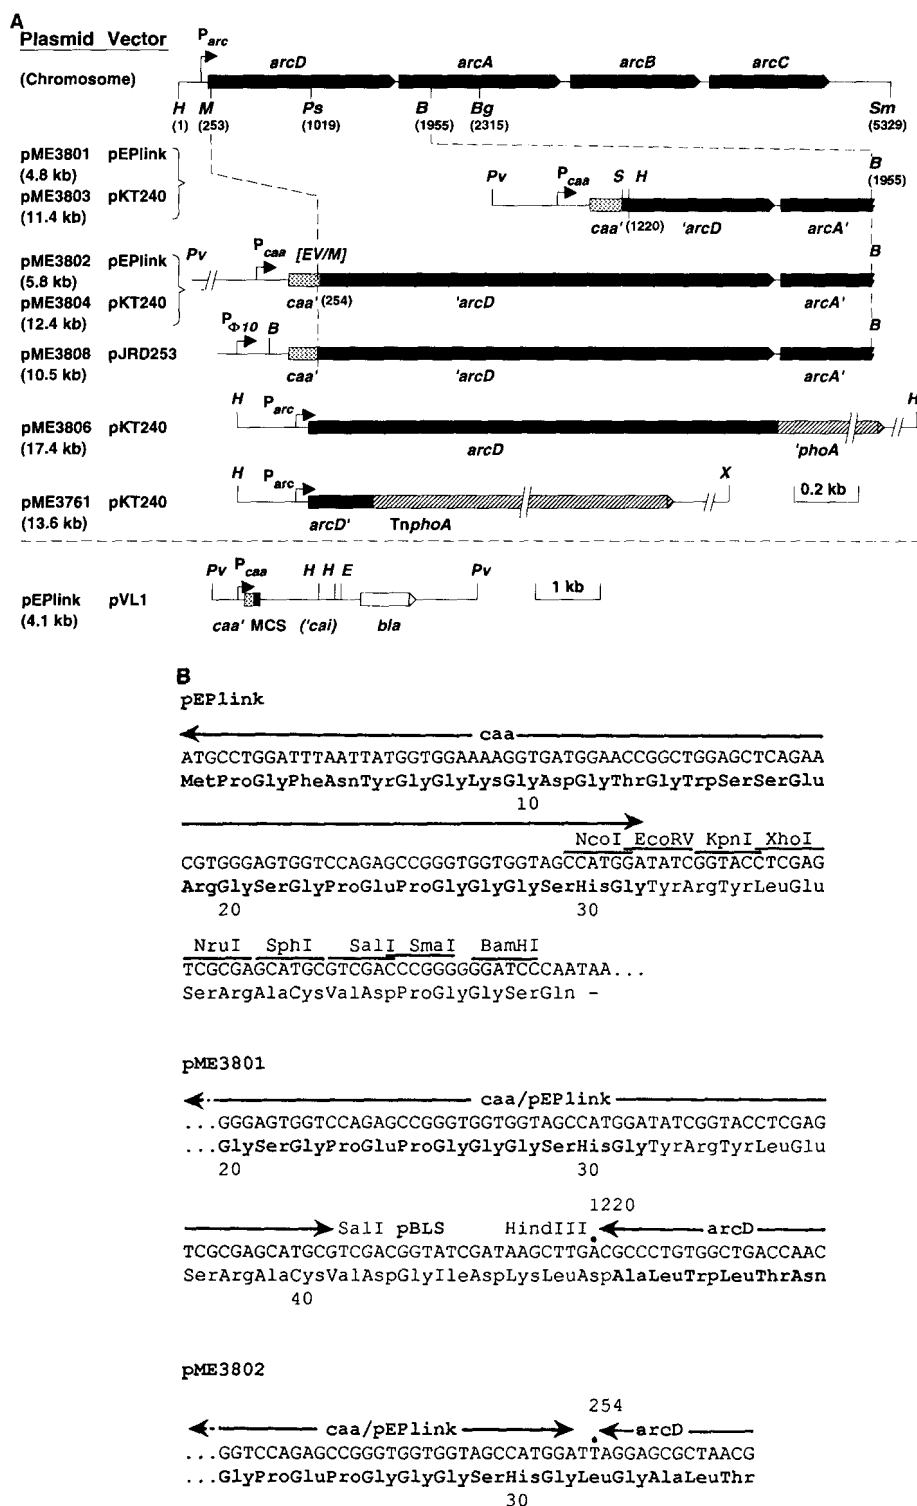 A
Plasmid Vector
P arc
arcD arcA arcB arcC
(Chromosome)
H M Ps B Bg Sm
(1) (253) (1019) (1955) (2315) (5329)
pME3801 pEPlink
(4.8 kb)
pME3803 pKT240
(11.4 kb)
Pv P caa S H B
(1955)
caa' (1220) 'arcD arcA'
pME3802 pEPlink
(5.8 kb)
pME3804 pKT240
(12.4 kb)
Pv P caa [EV/M] B
caa' (254) 'arcD arcA'
P Φ10 B B
pME3808 pJRD253
(10.5 kb)
caa' 'arcD arcA'
H P arc H
pME3806 pKT240
(17.4 kb)
arcD 'phoA
H P arc X
0.2 kb
pME3761 pKT240
(13.6 kb)
arcD' TnphoA
Pv P caa H H E Pv
1 kb
pEPlink pVL1
(4.1 kb)
caa' MCS ('cai) bla
B
pEPlink
caa
ATGCCTGGATTTAATTATGGTGGAAAAGGTGATGGAACCGGCTGGAGCTCAGAA
MetProGlyPheAsnTyrGlyGlyLysGlyAspGlyThrGlyTrpSerSerGlu
10
NcoI EcoRV KpnI XhoI
CGTGGGAGTGGTCCAGAGCCGGGTGGTGGTAGCCATGGATATCGGTACCTCGAG
ArgGlySerGlyProGluProGlyGlyGlySerHisGlyTyrArgTyrLeuGlu
20 30
NruI SphI SalI SmaI BamHI
TCGCGAGCATGCGTCGACCCGGGGGGATCCCAATAA...
SerArgAlaCysValAspProGlyGlySerGln -
pME3801
caa/pEPlink
...GGGAGTGGTCCAGAGCCGGGTGGTGGTAGCCATGGATATCGGTACCTCGAG
...GlySerGlyProGluProGlyGlyGlySerHisGlyTyrArgTyrLeuGlu
20 30
1220
SalI pBLS HindIII arcD
TCGCGAGCATGCGTCGACGGTATCGATAAGCTTGACGCCCTGTGGCTGACCAAC
SerArgAlaCysValAspGlyIleAspLysLeuAspAlaLeuTrpLeuThrAsn
40
pME3802
254
caa/pEPlink arcD
...GGTCCAGAGCCGGGTGGTGGTAGCCATGGATTAGGAGCGCTAACG
...GlyProGluProGlyGlyGlySerHisGlyLeuGlyAlaLeuThr
30